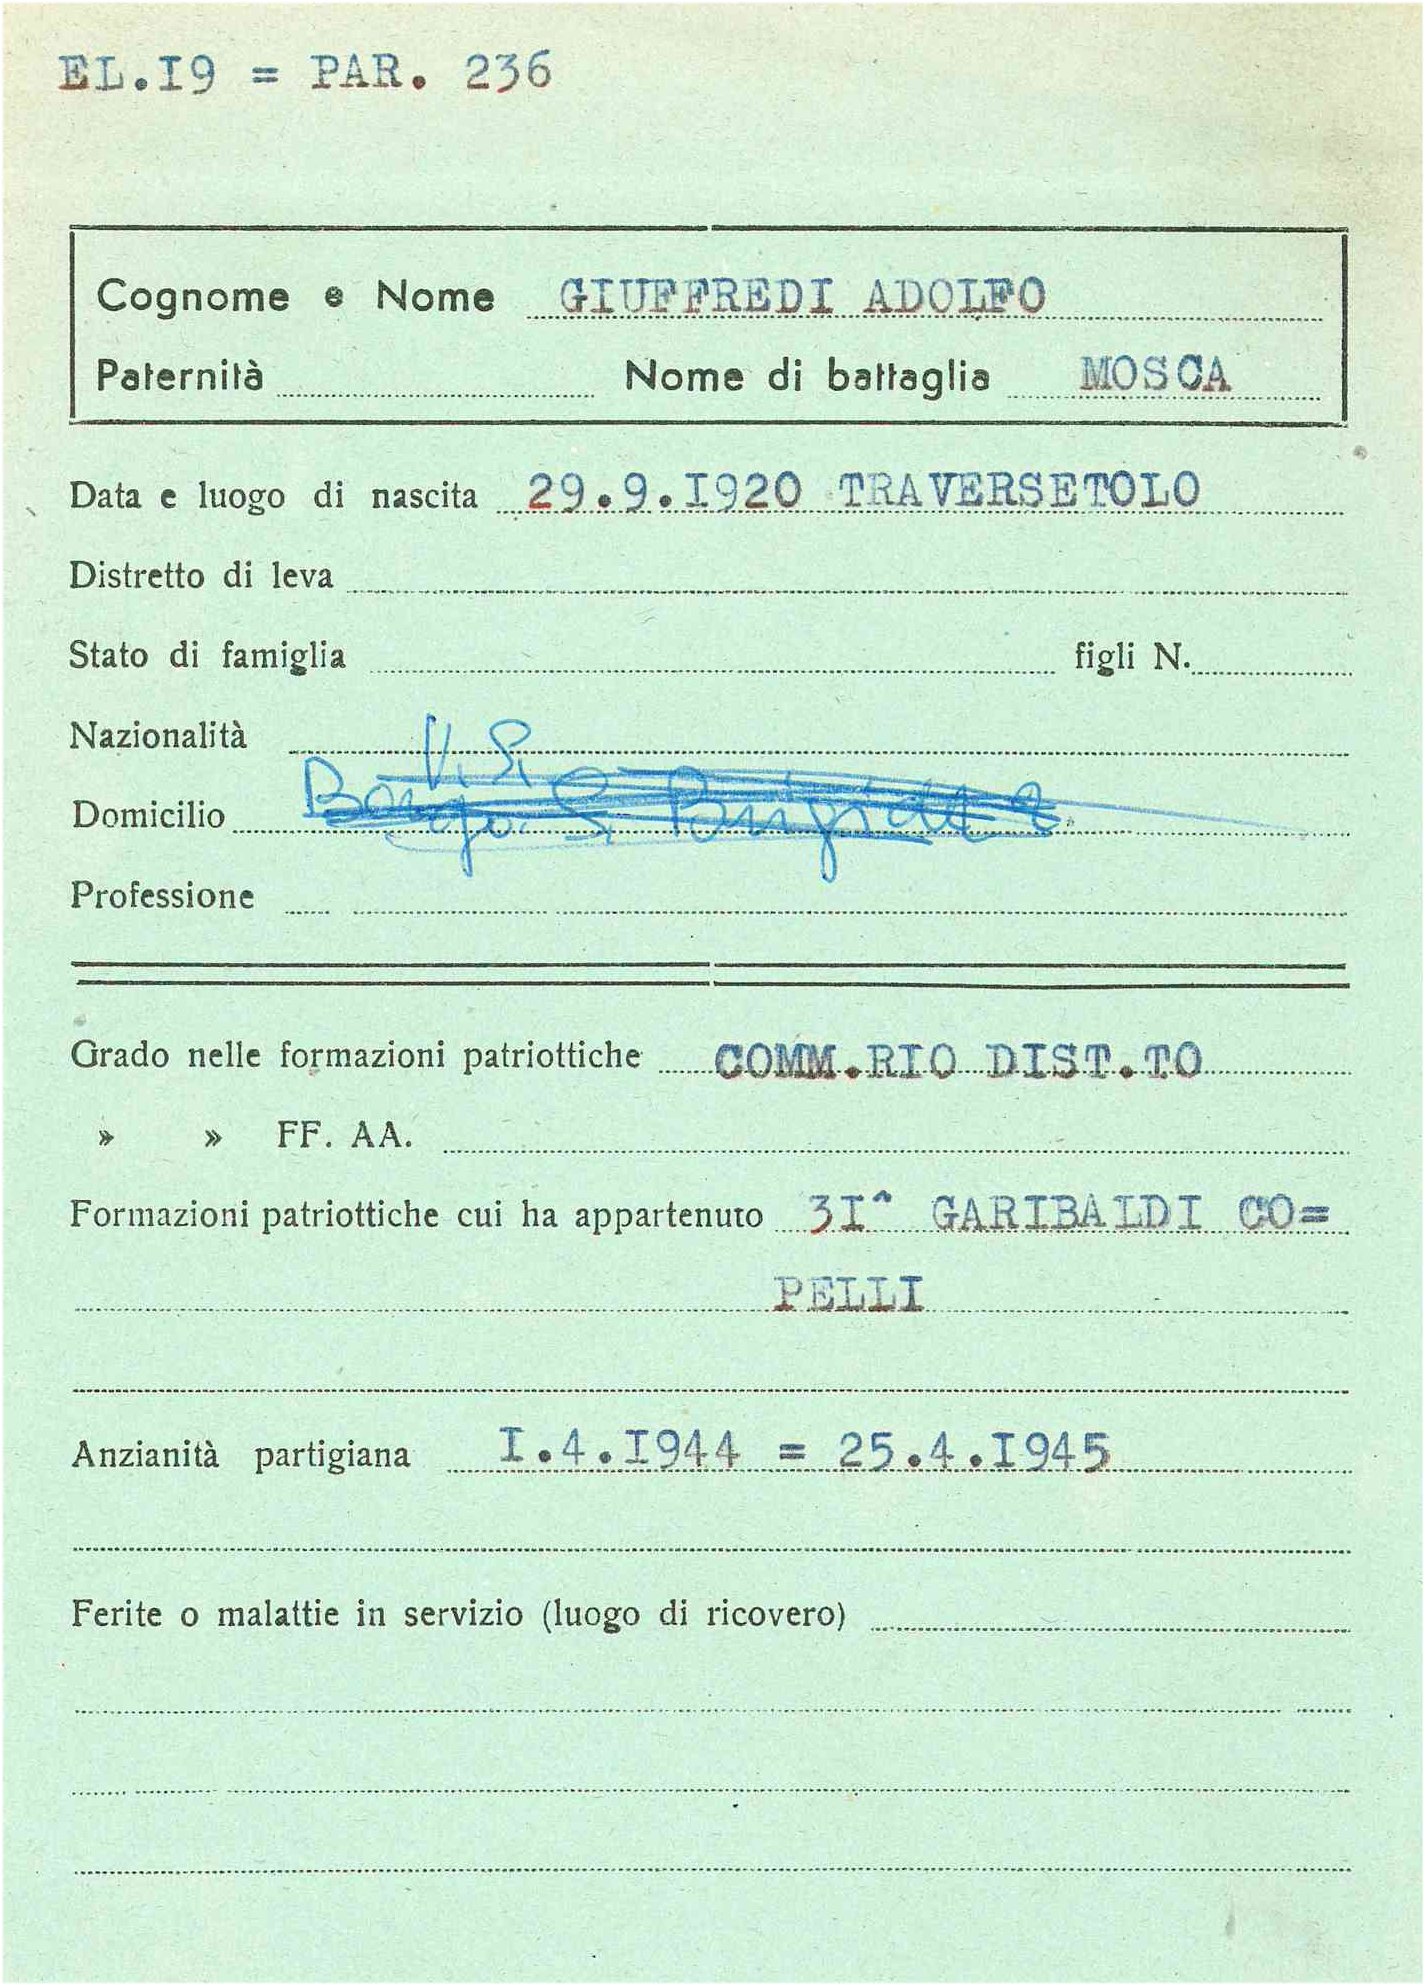 EL.I9 = PAR. 236
Cognome e Nome GIUFFREDI ADOLFO
Paternità Nome di battaglia MOSCA
Data e luogo di nascita 29.9.I920 TRAVERSETOLO
Distretto di leva
Stato di famiglia figli N.
Nazionalità
Domicilio Borgo S.
Professione
Grado nelle formazioni patriottiche COMM.RIO DIST.TO
» » FF. AA.
Formazioni patriottiche cui ha appartenuto 3I^ GARIBALDI CO=
PELLI
Anzianità partigiana I.4.I944 = 25.4.I945
Ferite o malattie in servizio (luogo di ricovero)